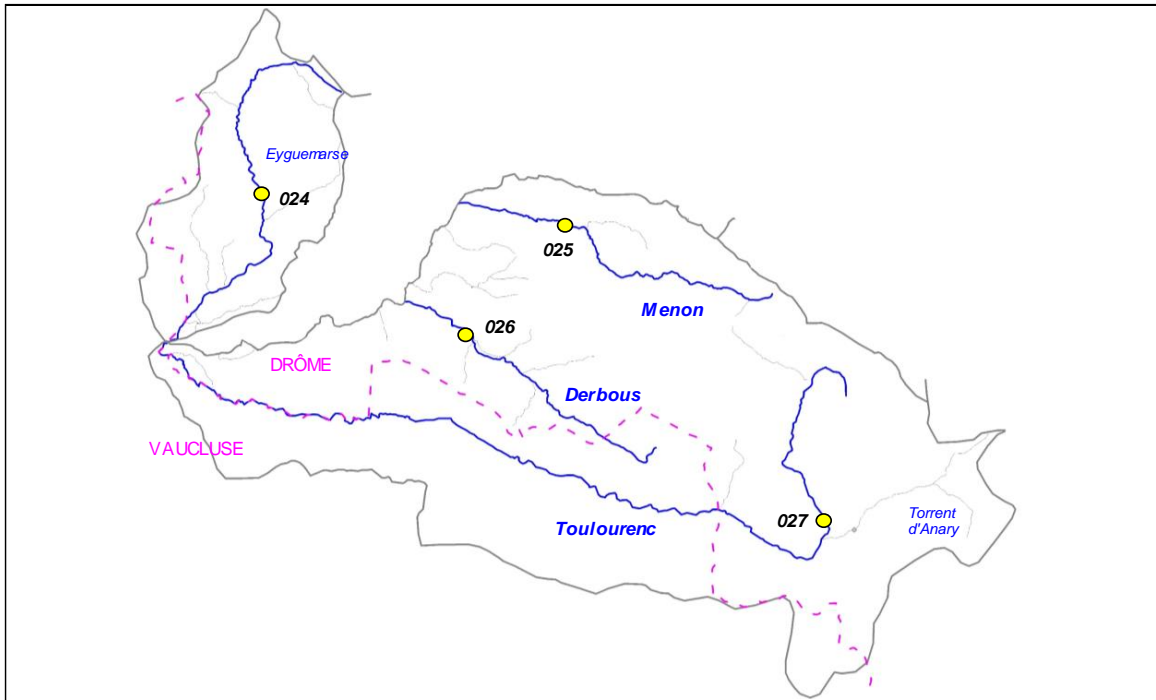 Eyguemarse
024
025
Menon
026
DRÔME
Derbous
VAUCLUSE
Toulourenc
027
Torrent
d'Anary